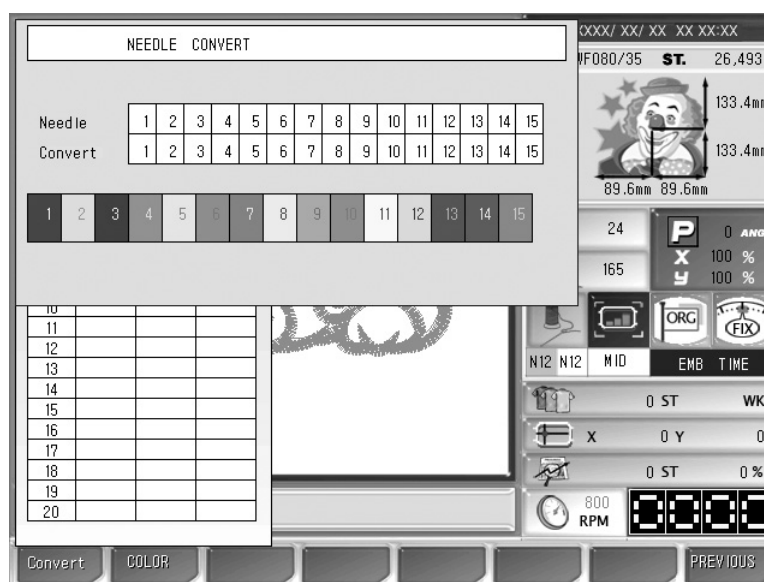 NEEDLE CONVERT
Needle 1 2 3 4 5 6 7 8 9 10 11 12 13 14 15
Convert 1 2 3 4 5 6 7 8 9 10 11 12 13 14 15
1 2 3 4 5 6 7 8 9 10 11 12 13 14 15
10
11
12
13
14
15
16
17
18
19
20
XXX/ XX/ XX XX XX:XX
WF080/35 ST. 26,493
133.4mm
133.4mm
89.6mm 89.6mm
24
165
P 0 ANG
X 100 %
Y 100 %
ORG
FIX
N12 N12 MID EMB TIME
0 ST WK
X 0 Y 0
0 ST 0 %
800
RPM
0000
Convert COLOR PREVIOUS